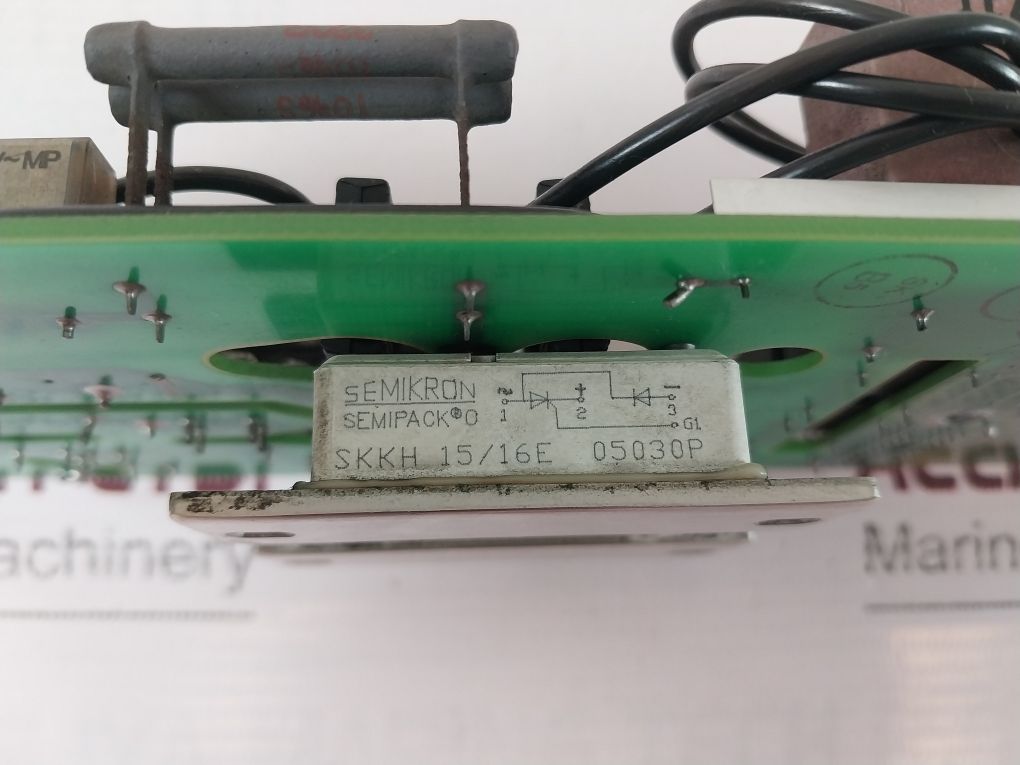 ~MP
SEMIKRON
SEMIPACK®0
≂ + −
1 2 3
G1
SKKH 15/16E 05030P
achinery
Marin